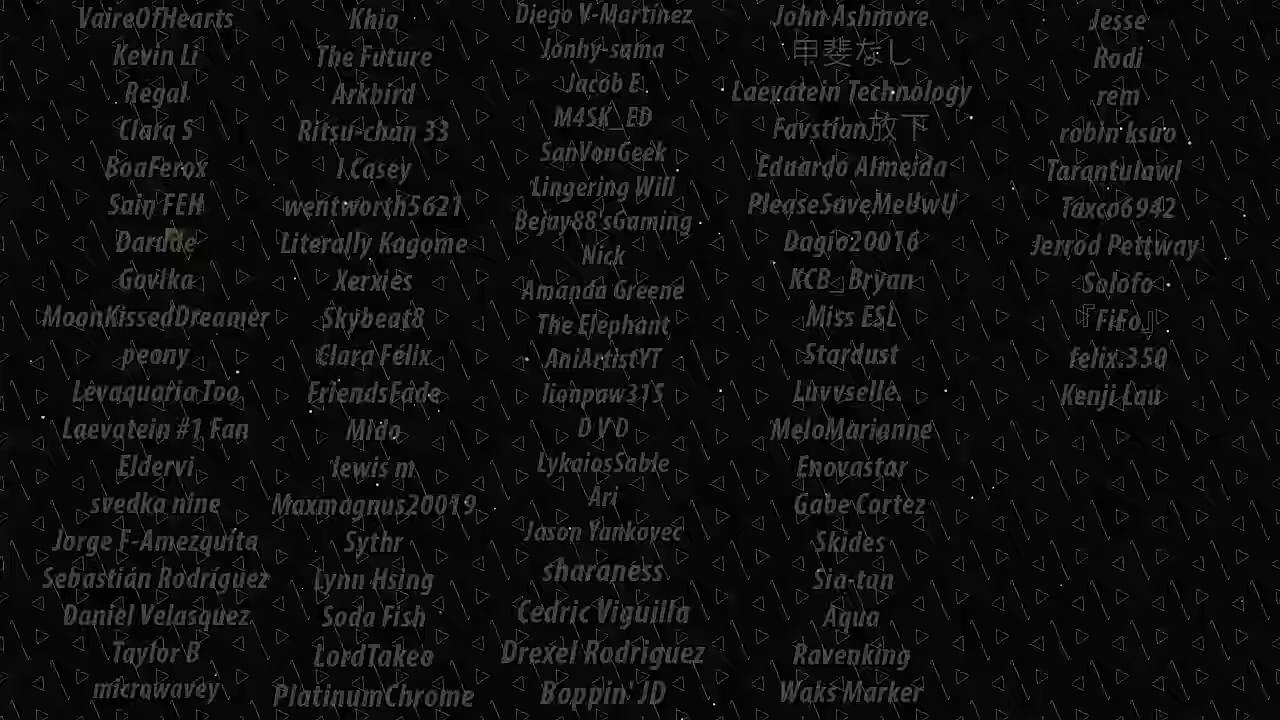 VaireOfHearts
Kevin Li
Regal
Clara S
BoaFerox
Sain FEH
Darude
Govlka
MoonKissedDreamer
peony
Levaquaria Too
Laevatein #1 Fan
Eldervi
svedka nine
Jorge F-Amezquita
Sebastián Rodríguez
Daniel Velasquez
Taylor B
microwavey
Khio
The Future
Arkbird
Ritsu-chan 33
I Casey
wentworth5621
Literally Kagome
Xerxies
Skybeat8
Clara Félix
FriendsFade
Mido
lewis m
Maxmagnus20019
Sythr
Lynn Hsing
Soda Fish
LordTakeo
PlatinumChrome
Diego V-Martinez
Jonhy-sama
Jacob E
M4SK_ED
SanVonGeek
Lingering Will
Bejay88'sGaming
Nick
Amanda Greene
The Elephant
AniArtistYT
lionpaw315
D V D
LykaiosSable
Ari
Jason Yankovec
sharaness
Cedric Viguilla
Drexel Rodriguez
Boppin' JD
John Ashmore
甲斐なし
Laevatein Technology
Favstian放下
Eduardo Almeida
PleaseSaveMeUwU
Dagio20016
KCB_Bryan
Miss ESL
Stardust
Luvvselle.
MeloMarianne
Enovastar
Gabe Cortez
Skides
Sia-tun
Aqua
Ravenking
Waks Marker
Jesse
Rodi
rem
robin ksuo
Tarantulawl
Taxco6942
Jerrod Pettway
Solofo
『FiFo』
felix.350
Kenji Lau